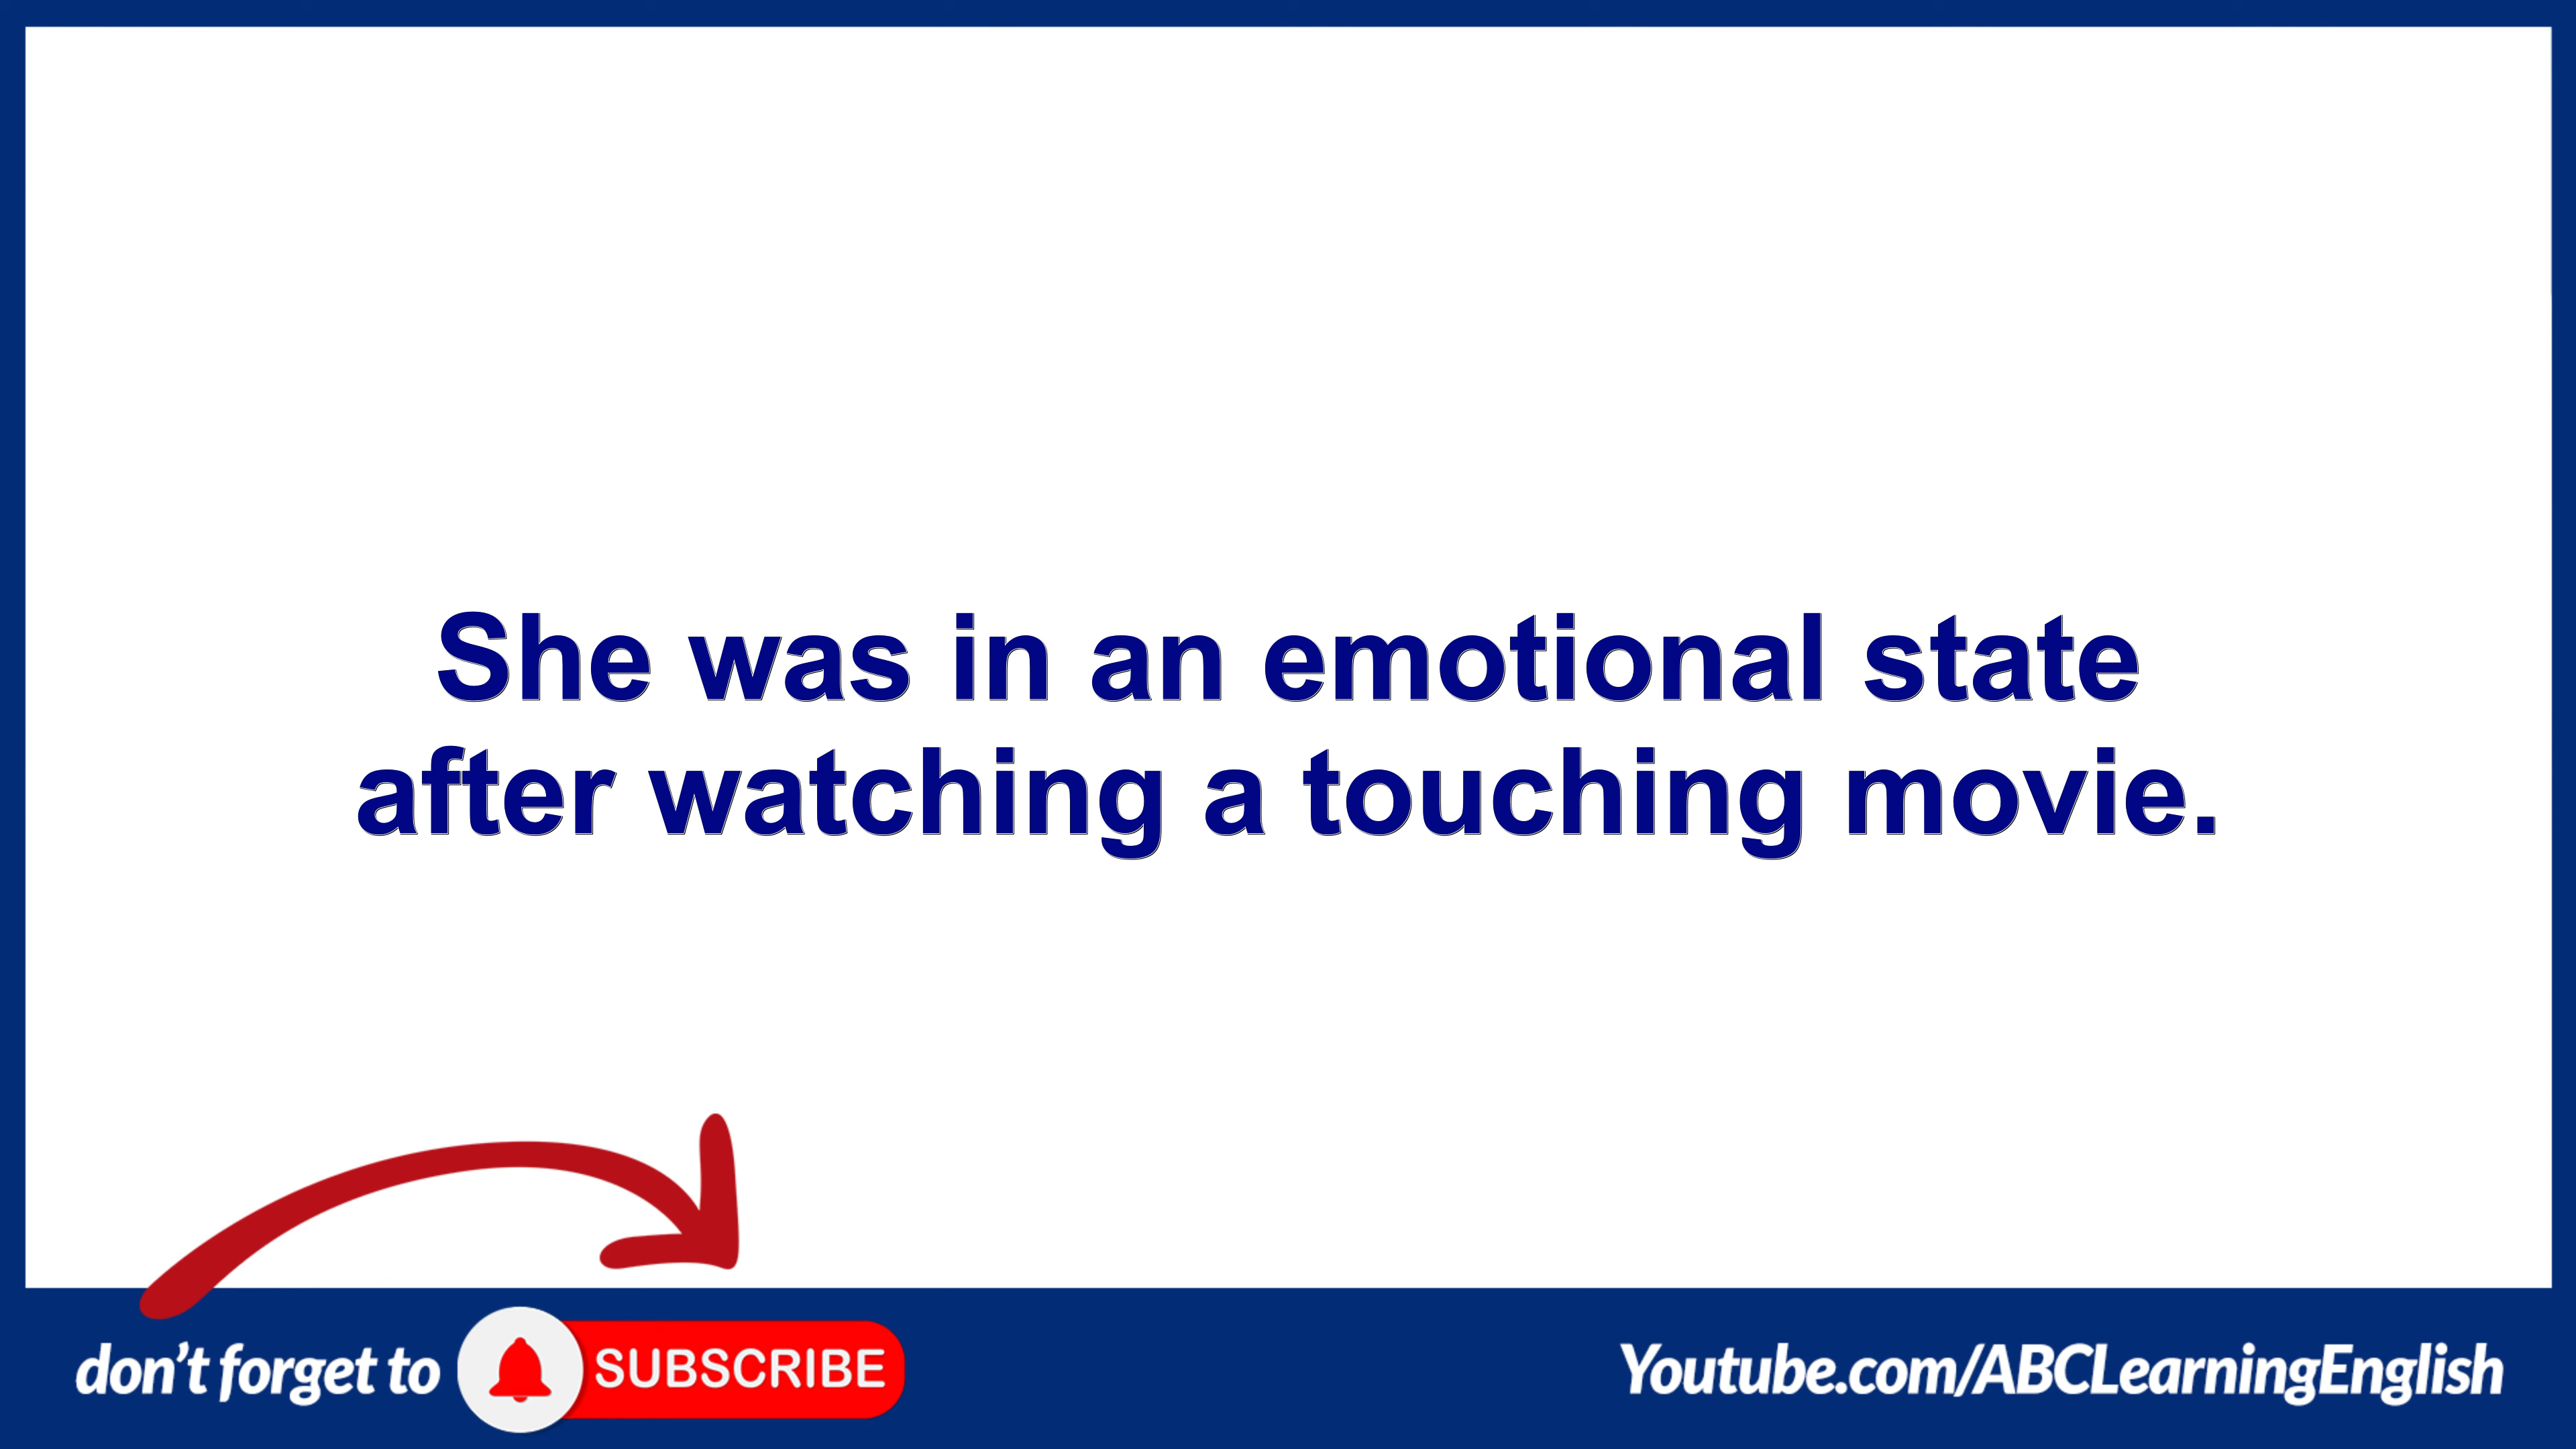 She was in an emotional state
after watching a touching movie.
don't forget to SUBSCRIBE
Youtube.com/ABCLearningEnglish